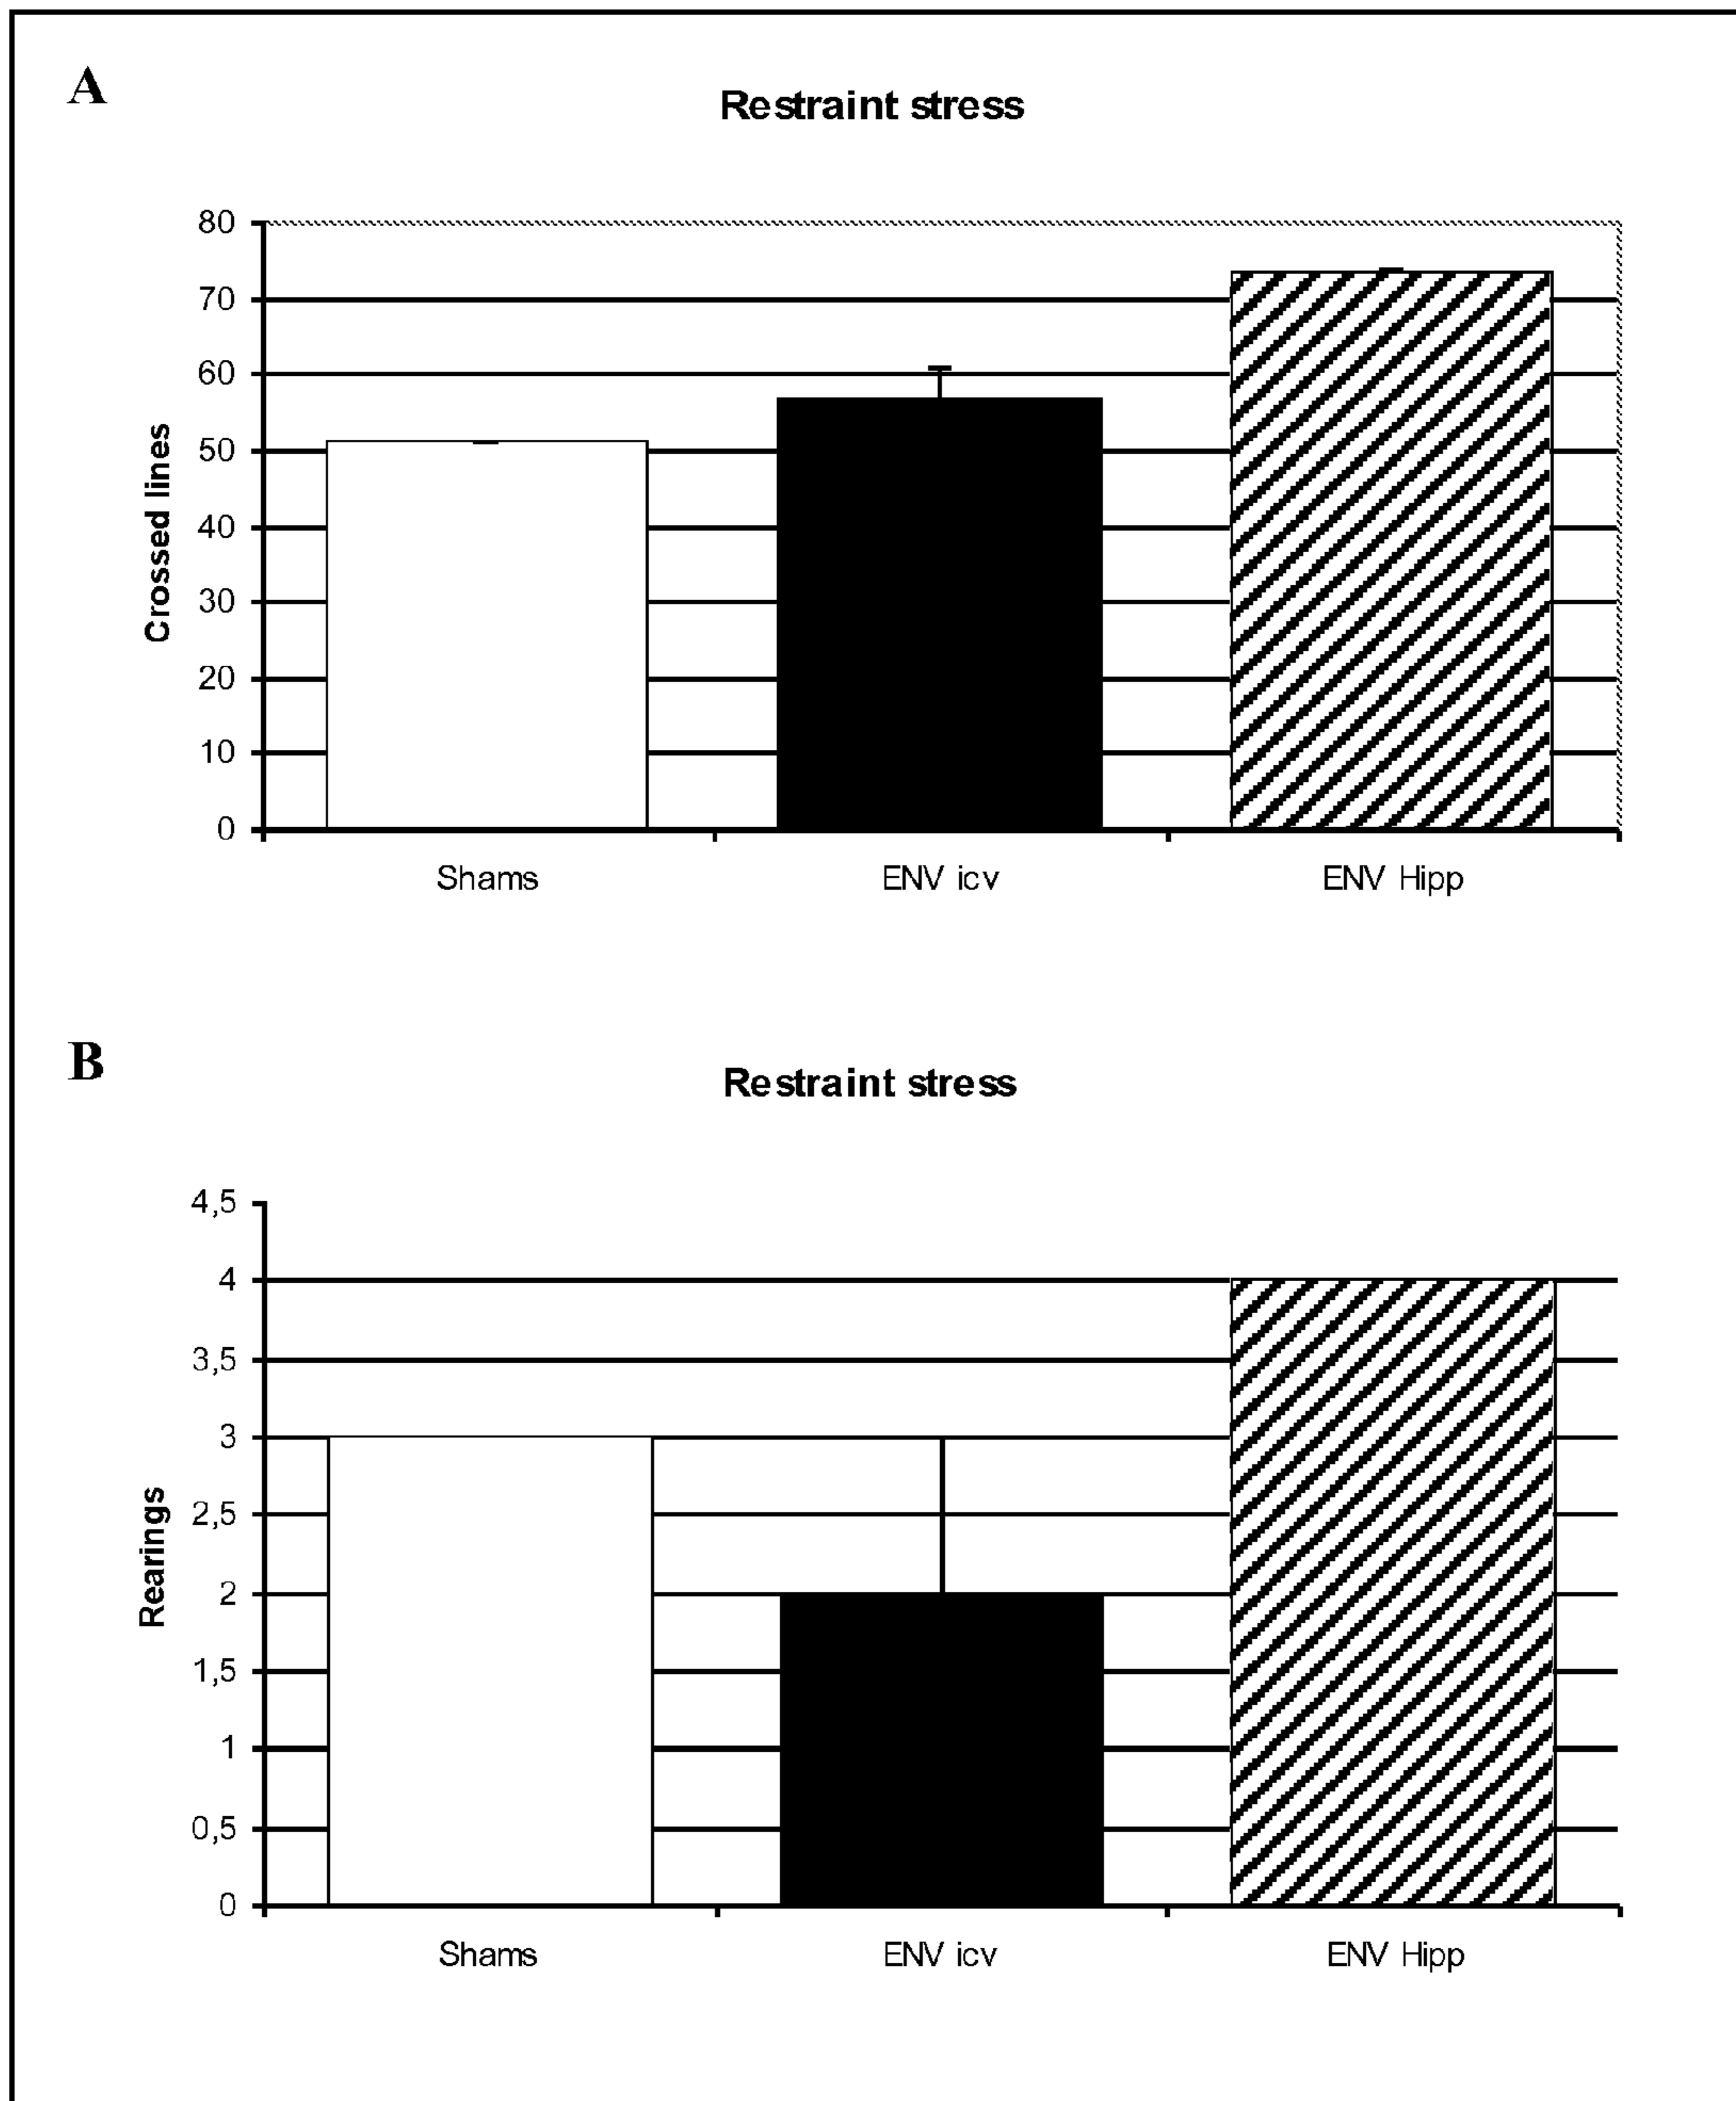 A
Restraint stress
80
70
60
50
40
30
20
10
0
Crossed lines
Shams ENV icv ENV Hipp
B
Restraint stress
4,5
4
3,5
3
2,5
2
1,5
1
0,5
0
Rearings
Shams ENV icv ENV Hipp